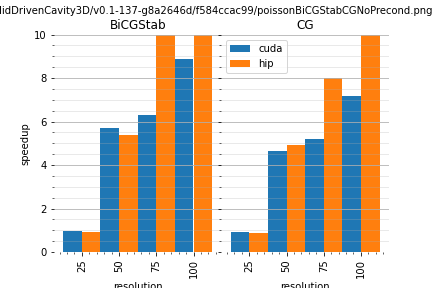 lidDrivenCavity3D/v0.1-137-g8a2646d/f584ccac99/poissonBiCGStabCGNoPrecond.png
BiCGStab CG
speedup
10
8
6
4
2
0
cuda
hip
25 50 75 100 25 50 75 100
resolution resolution